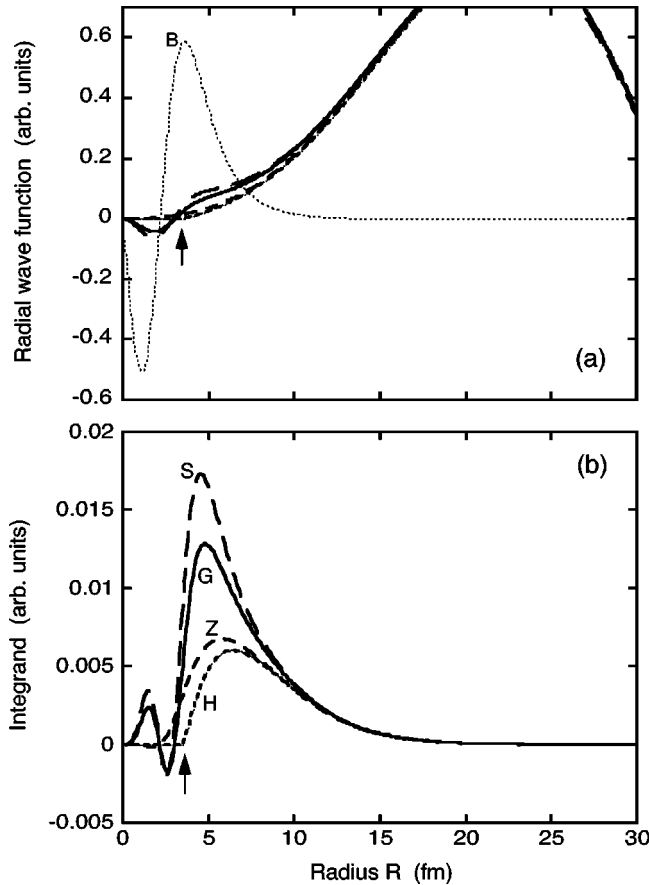 0.6
B
0.4
0.2
0
-0.2
-0.4
-0.6
Radial wave function (arb. units)
(a)
0.02
0.015
0.01
0.005
0
-0.005
Integrand (arb. units)
(b)
S
G
Z
H
0 5 10 15 20 25 30
Radius R (fm)